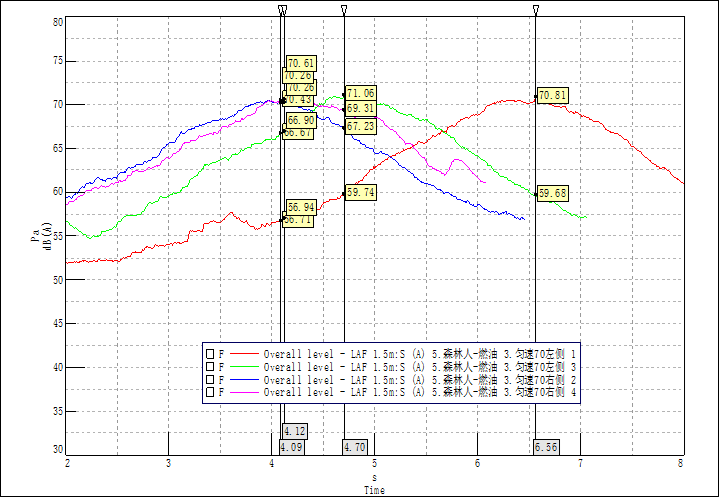 80
75
70
65
60
55
50
45
40
35
30
Pa
dB(A)
70.61
70.26
70.26
70.43
66.90
66.67
56.94
56.71
71.06
69.31
67.23
59.74
70.81
59.68
F Overall level - LAF 1.5m:S (A) 5.森林人-燃油 3.匀速70左侧 1
F Overall level - LAF 1.5m:S (A) 5.森林人-燃油 3.匀速70左侧 3
F Overall level - LAF 1.5m:S (A) 5.森林人-燃油 3.匀速70右侧 2
F Overall level - LAF 1.5m:S (A) 5.森林人-燃油 3.匀速70右侧 4
4.12
4.09 4.70 6.56
2 3 4 5 6 7 8
s
Time